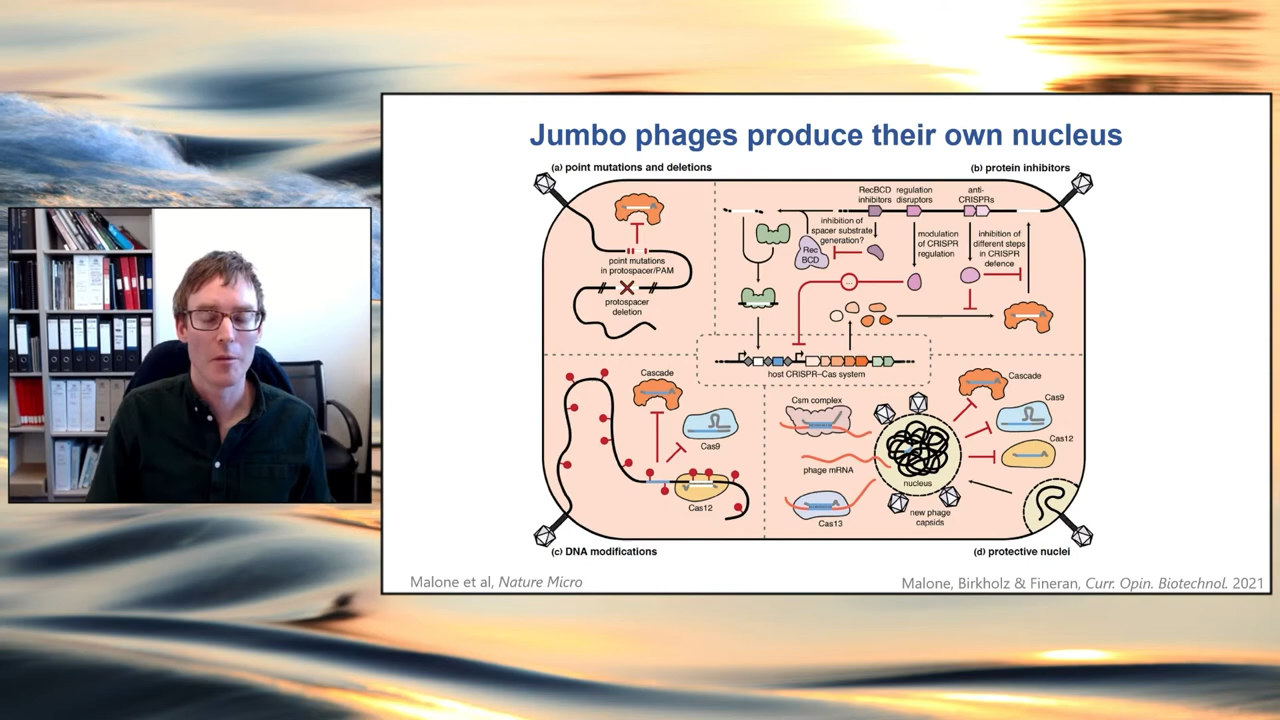 Jumbo phages produce their own nucleus
(a) point mutations and deletions
(b) protein inhibitors
point mutations
in protospacer/PAM
protospacer
deletion
RecBCD
inhibitors
regulation
disruptors
anti-
CRISPRs
inhibition of
spacer substrate
generation?
Rec
BCD
modulation
of CRISPR
regulation
inhibition of
different steps
in CRISPR
defence
...
host CRISPR–Cas system
Cascade
Cas9
Cas12
Csm complex
phage mRNA
Cas13
nucleus
new phage
capsids
Cascade
Cas9
Cas12
(c) DNA modifications
(d) protective nuclei
Malone et al, Nature Micro
Malone, Birkholz & Fineran, Curr. Opin. Biotechnol. 2021